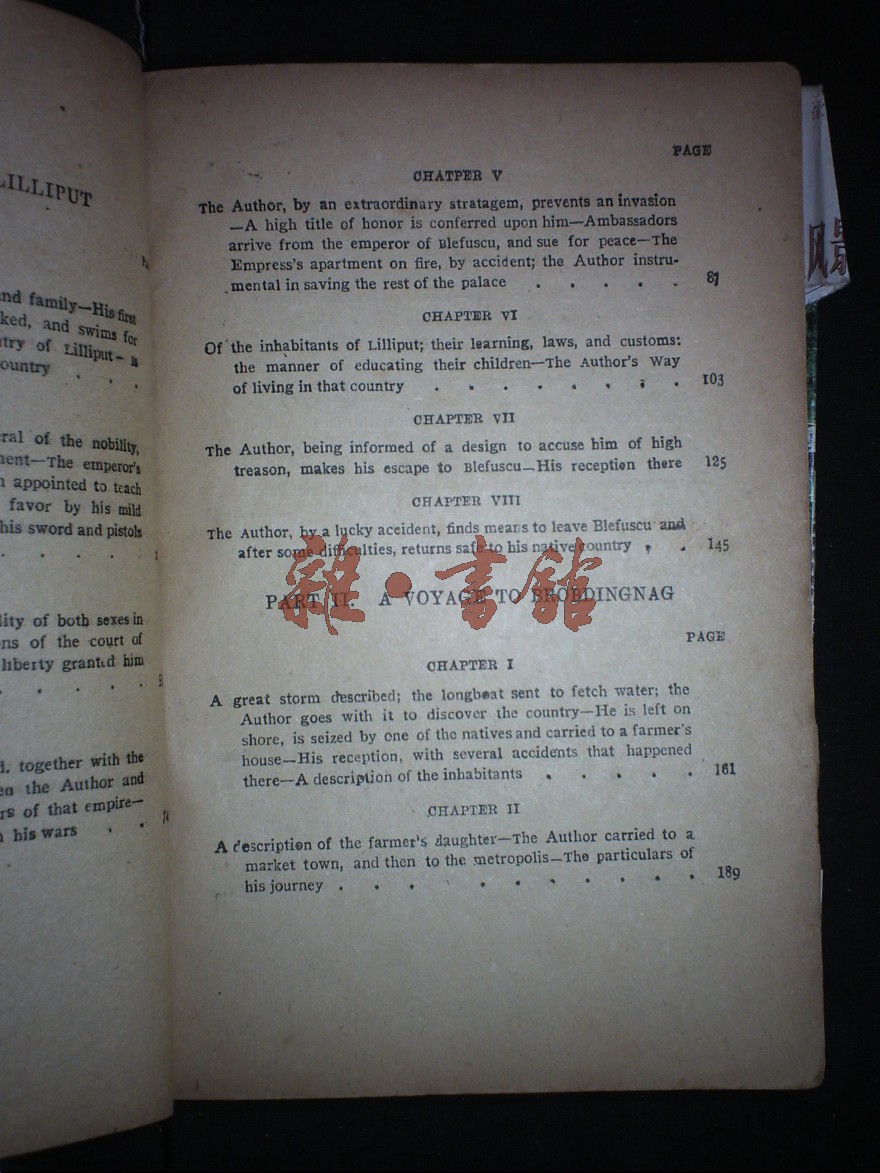 LILLIPUT
nd family—His first
ked, and swims for
try of Lilliput— is
ountry . . .
ral of the nobility,
ent—The emperor's
appointed to teach
favor by his mild
his sword and pistols
lity of both sexes in
ns of the court of
liberty granted him
together with the
the Author and
rs of that empire—
his wars . .
PAGE
CHATPER V
The Author, by an extraordinary stratagem, prevents an invasion
—A high title of honor is conferred upon him—Ambassadors
arrive from the emperor of Blefuscu, and sue for peace—The
Empress's apartment on fire, by accident; the Author instru-
mental in saving the rest of the palace . . . . . 87
CHAPTER VI
Of the inhabitants of Lilliput; their learning, laws, and customs:
the manner of educating their children—The Author's Way
of living in that country . . . . . . . . 103
CHAPTER VII
The Author, being informed of a design to accuse him of high
treason, makes his escape to Blefuscu—His reception there 125
CHAPTER VIII
The Author, by a lucky accident, finds means to leave Blefuscu and
after some difficulties, returns safe to his native country . . 145
雜·書館
PART II. A VOYAGE TO BROBDINGNAG
PAGE
CHAPTER I
A great storm described; the longboat sent to fetch water; the
Author goes with it to discover the country—He is left on
shore, is seized by one of the natives and carried to a farmer's
house—His reception, with several accidents that happened
there—A description of the inhabitants . . . . . 161
CHAPTER II
A description of the farmer's daughter—The Author carried to a
market town, and then to the metropolis—The particulars of
his journey . . . . . . . . . . 189
风景